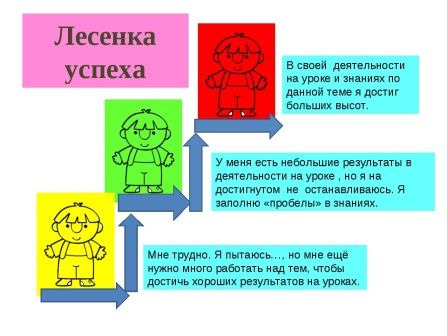 Лесенка
успеха
В своей деятельности
на уроке и знаниях по
данной теме я достиг
больших высот.
У меня есть небольшие результаты в
деятельности на уроке , но я на
достигнутом не останавливаюсь. Я
заполню «пробелы» в знаниях.
Мне трудно. Я пытаюсь…, но мне ещё
нужно много работать над тем, чтобы
достичь хороших результатов на уроках.